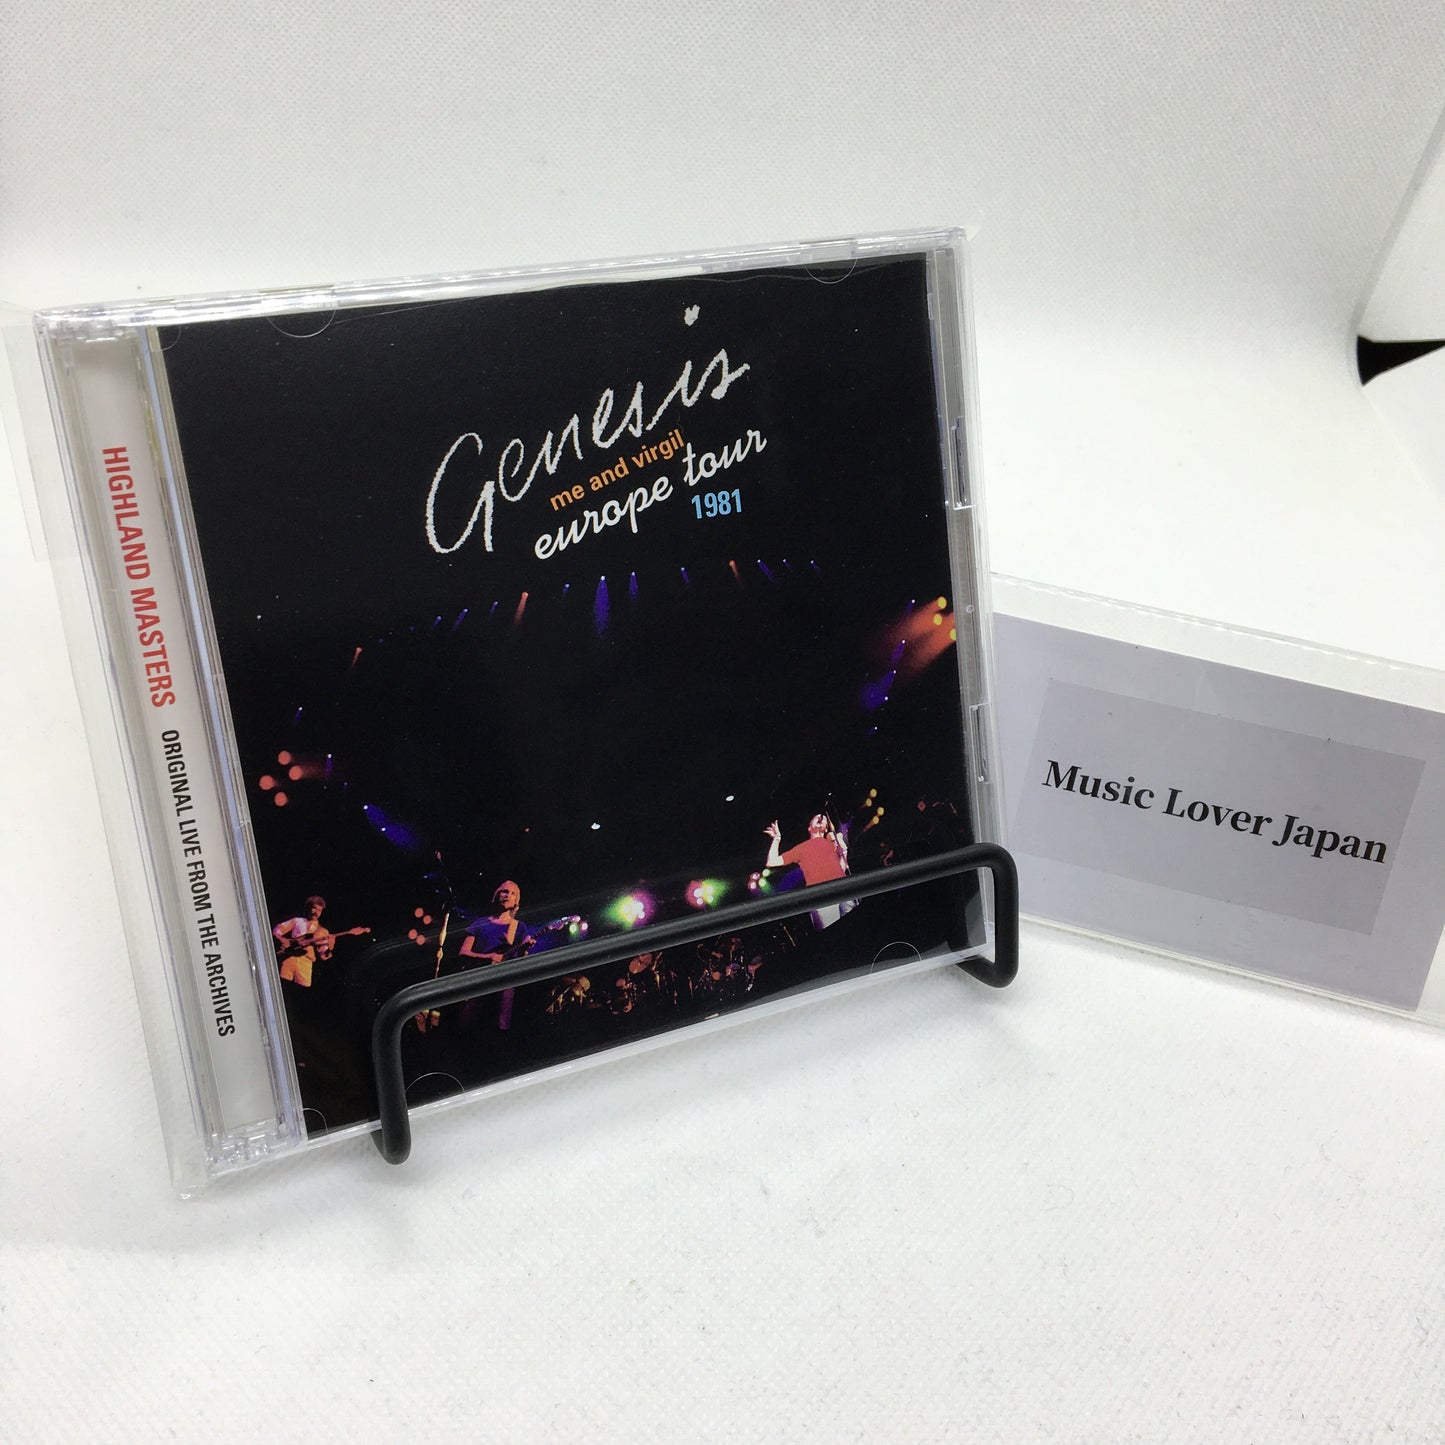 Genesis
me and virgil
europe tour
1981
HIGHLAND MASTERS ORIGINAL LIVE FROM THE ARCHIVES
Music Lover Japan